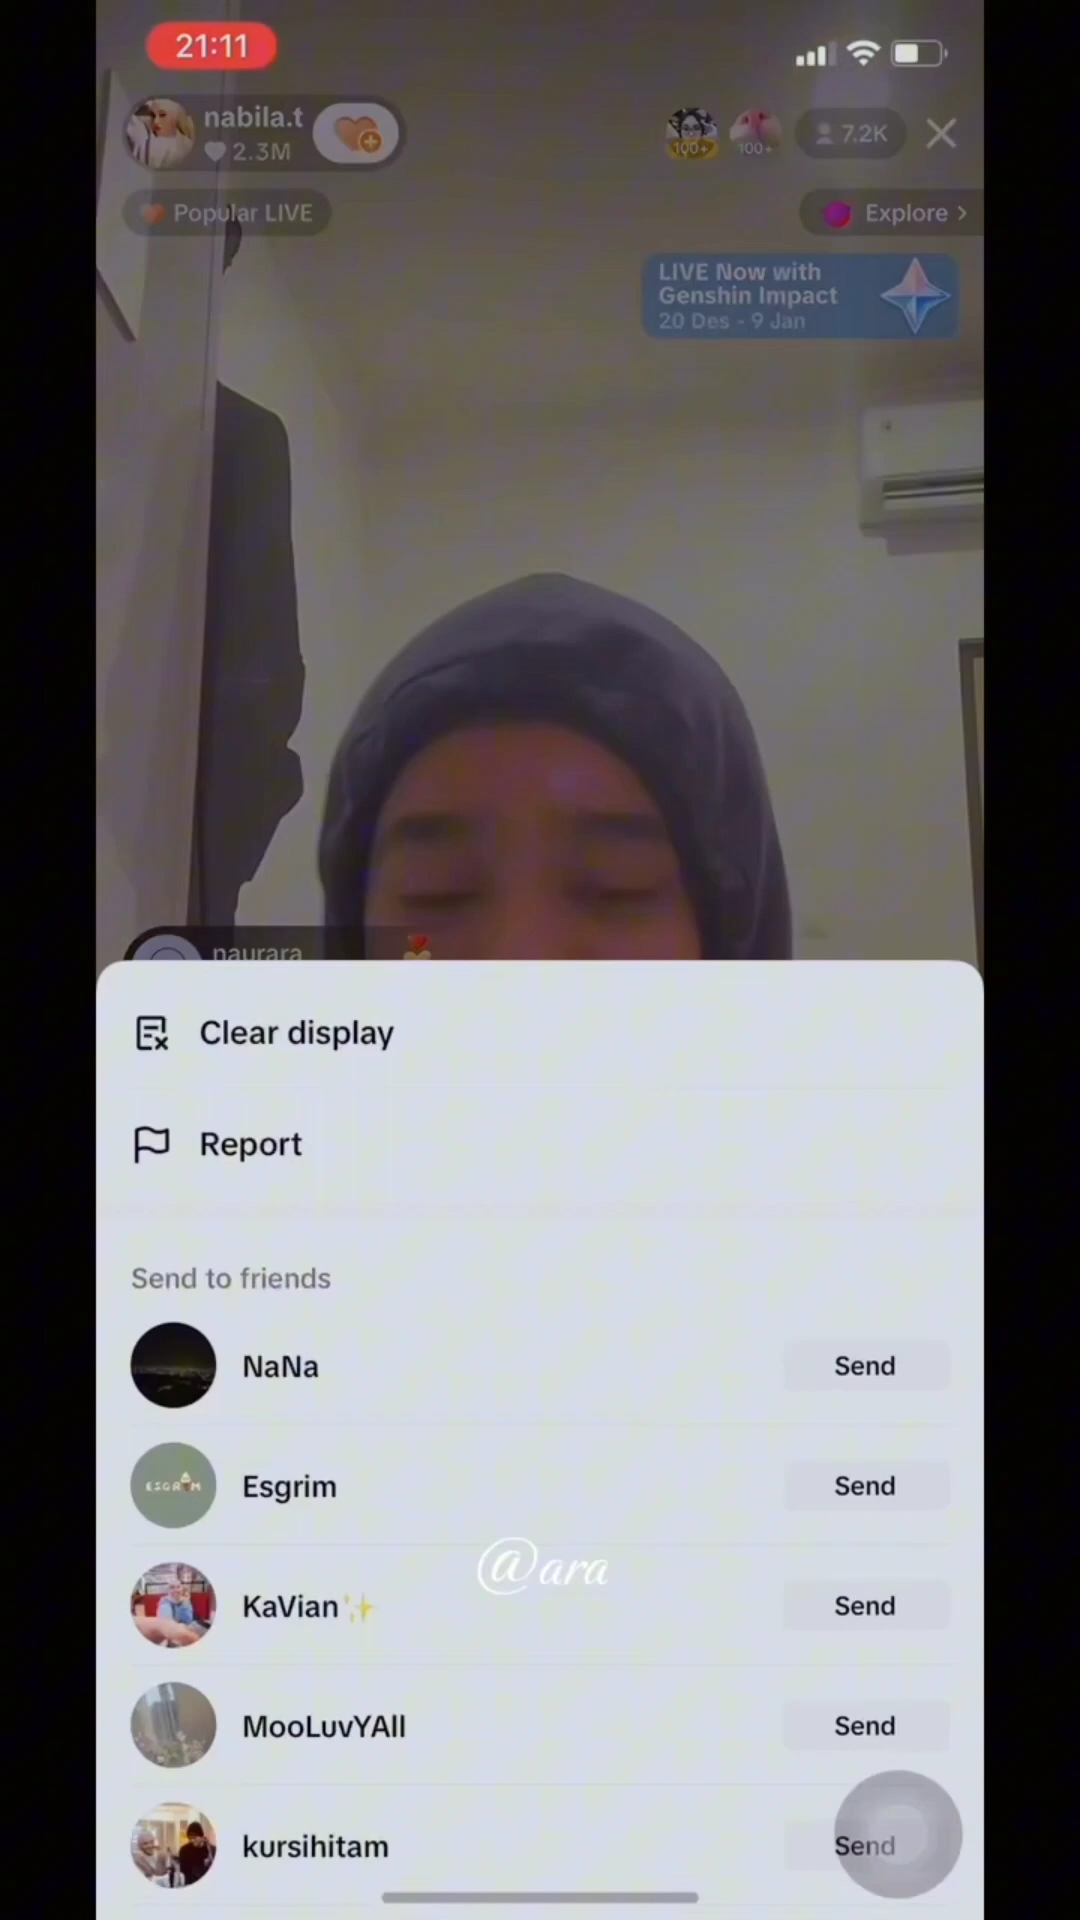 21:11
nabila.t
2.3M
100+
100+
7.2K
Popular LIVE
Explore >
LIVE Now with
Genshin Impact
20 Des - 9 Jan
naurara
Clear display
Report
Send to friends
NaNa
Send
ESGRIM
Esgrim
Send
@ara
KaVian✨
Send
MooLuvYAll
Send
kursihitam
Send